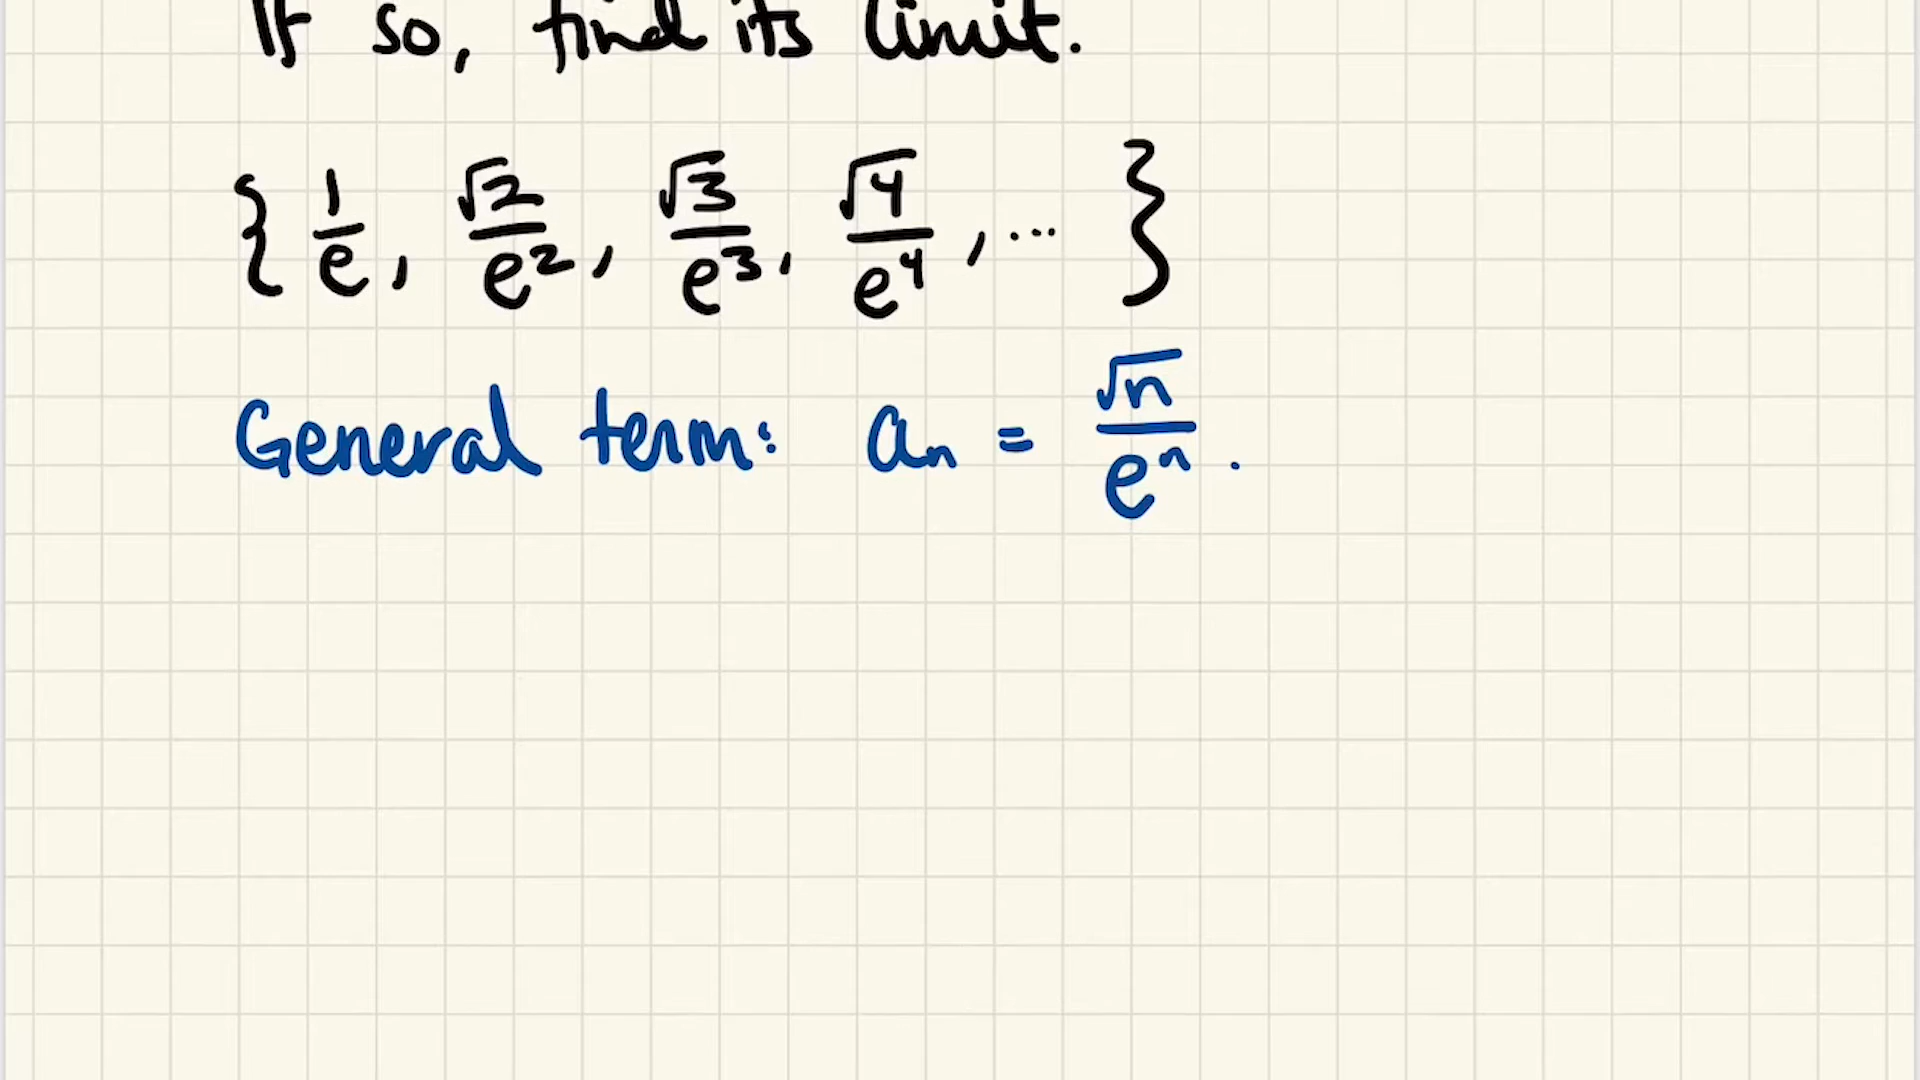 If so, find its limit.
{ 1/e, √2/e², √3/e³, √4/e⁴, ... }
General term: aₙ = √n/eⁿ.